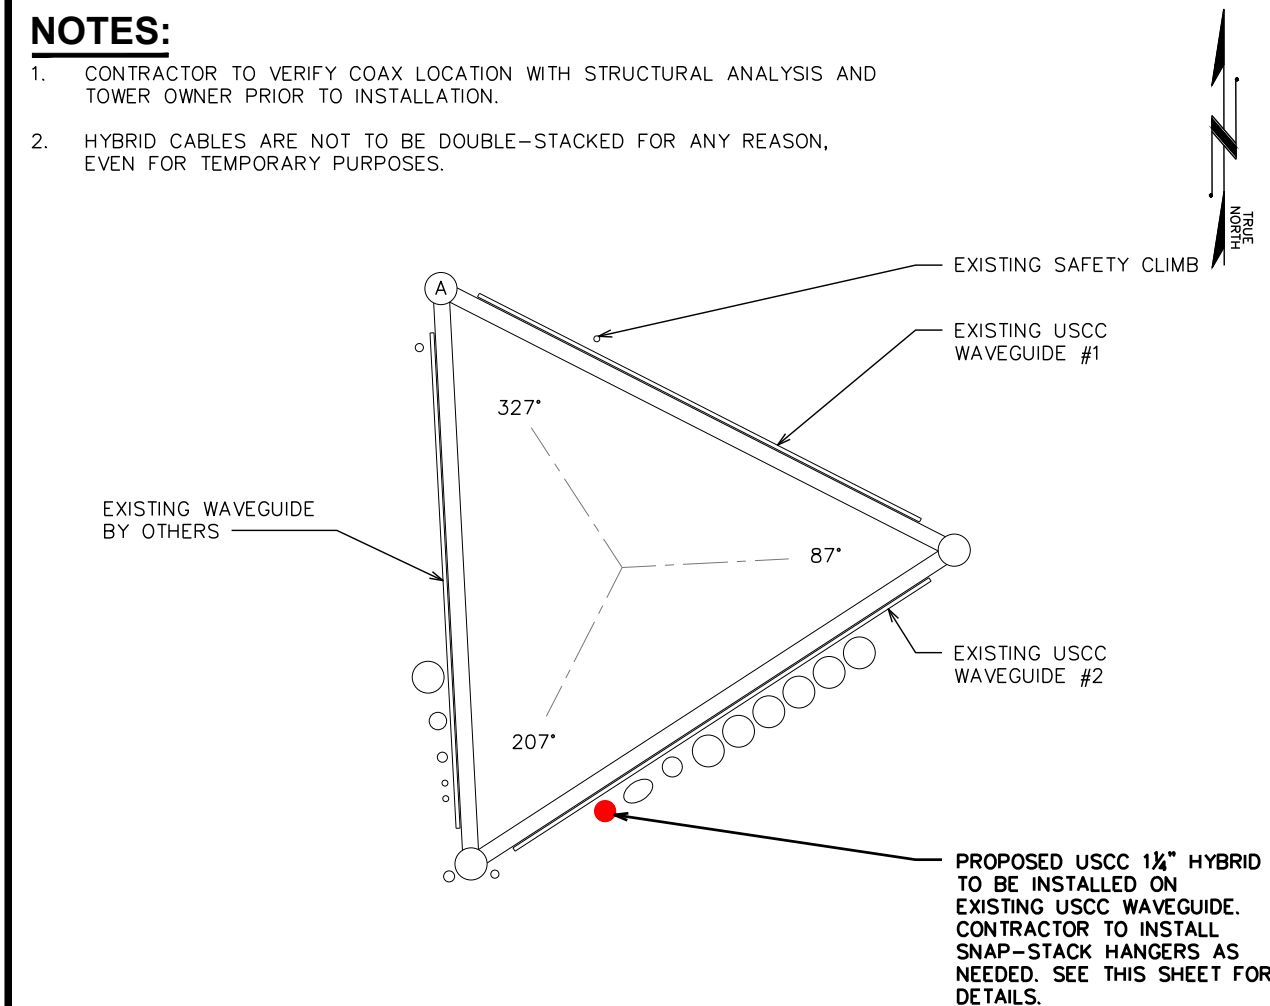 NOTES:
1. CONTRACTOR TO VERIFY COAX LOCATION WITH STRUCTURAL ANALYSIS AND
TOWER OWNER PRIOR TO INSTALLATION.
2. HYBRID CABLES ARE NOT TO BE DOUBLE-STACKED FOR ANY REASON,
EVEN FOR TEMPORARY PURPOSES.
TRUE
NORTH
EXISTING SAFETY CLIMB
A
EXISTING USCC
WAVEGUIDE #1
327°
EXISTING WAVEGUIDE
BY OTHERS
87°
EXISTING USCC
WAVEGUIDE #2
207°
PROPOSED USCC 1¼" HYBRID
TO BE INSTALLED ON
EXISTING USCC WAVEGUIDE.
CONTRACTOR TO INSTALL
SNAP-STACK HANGERS AS
NEEDED. SEE THIS SHEET FOR
DETAILS.